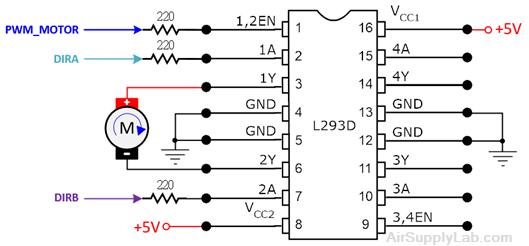 220 1,2EN VCC1
PWM_MOTOR 1 16 +5V
220 1A 4A
DIRA 2 15
1Y 4Y
3 14
+ GND GND
4 13
M GND L293D GND
5 12
- 2Y 3Y
6 11
220 2A 3A
DIRB 7 10
VCC2 3,4EN
+5V 8 9
AirSupplyLab.com